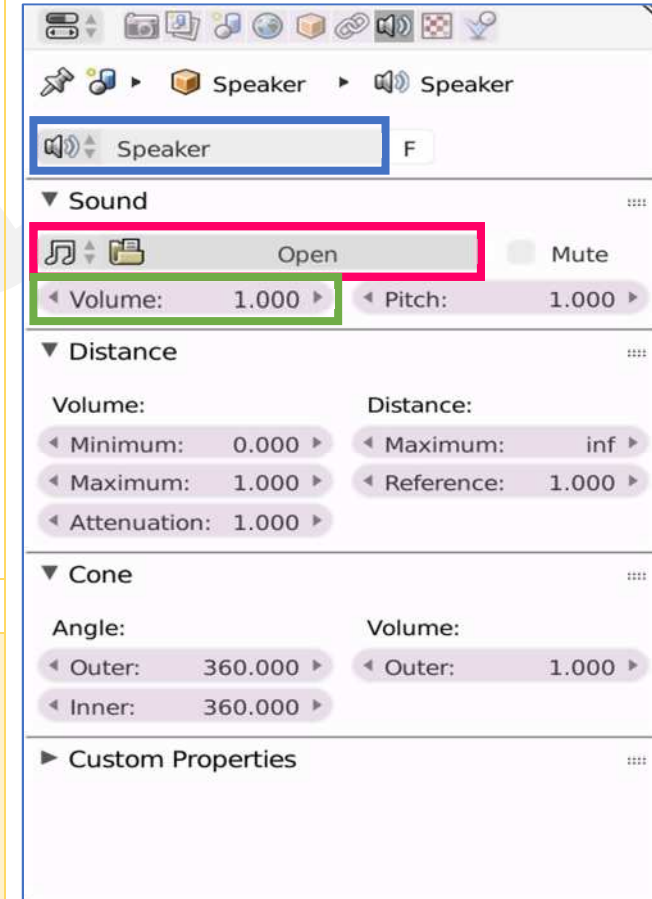 Speaker Speaker
Speaker F
Sound
Open Mute
Volume: 1.000 Pitch: 1.000
Distance
Volume: Distance:
Minimum: 0.000 Maximum: inf
Maximum: 1.000 Reference: 1.000
Attenuation: 1.000
Cone
Angle: Volume:
Outer: 360.000 Outer: 1.000
Inner: 360.000
Custom Properties